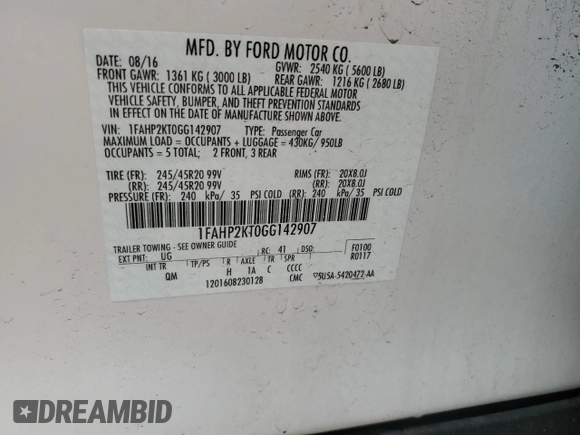 MFD. BY FORD MOTOR CO.
DATE: 08/16 GVWR: 2540 KG ( 5600 LB)
FRONT GAWR: 1361 KG ( 3000 LB) REAR GAWR: 1216 KG ( 2680 LB)
THIS VEHICLE CONFORMS TO ALL APPLICABLE FEDERAL MOTOR
VEHICLE SAFETY, BUMPER, AND THEFT PREVENTION STANDARDS
IN EFFECT ON THE DATE OF MANUFACTURE SHOWN ABOVE.
VIN: 1FAHP2KT0GG142907 TYPE: Passenger Car
MAXIMUM LOAD = OCCUPANTS + LUGGAGE = 430KG/ 950LB
OCCUPANTS = 5 TOTAL; 2 FRONT, 3 REAR
TIRE (FR): 245/45R20 99V RIMS (FR): 20X8.0J
(RR): 245/45R20 99V (RR): 20X8.0J
PRESSURE (FR): 240 kPa/ 35 PSI COLD (RR): 240 kPa/ 35 PSI COLD
1FAHP2KT0GG142907
TRAILER TOWING - SEE OWNER GUIDE RC: 41 DSO: F0100
EXT PNT: UG R0117
INT TR TP/PS R AXLE TR SPR
QM H 1A C CCCC
1201608230128 CMC 5USA-5420472-AA
DREAMBID